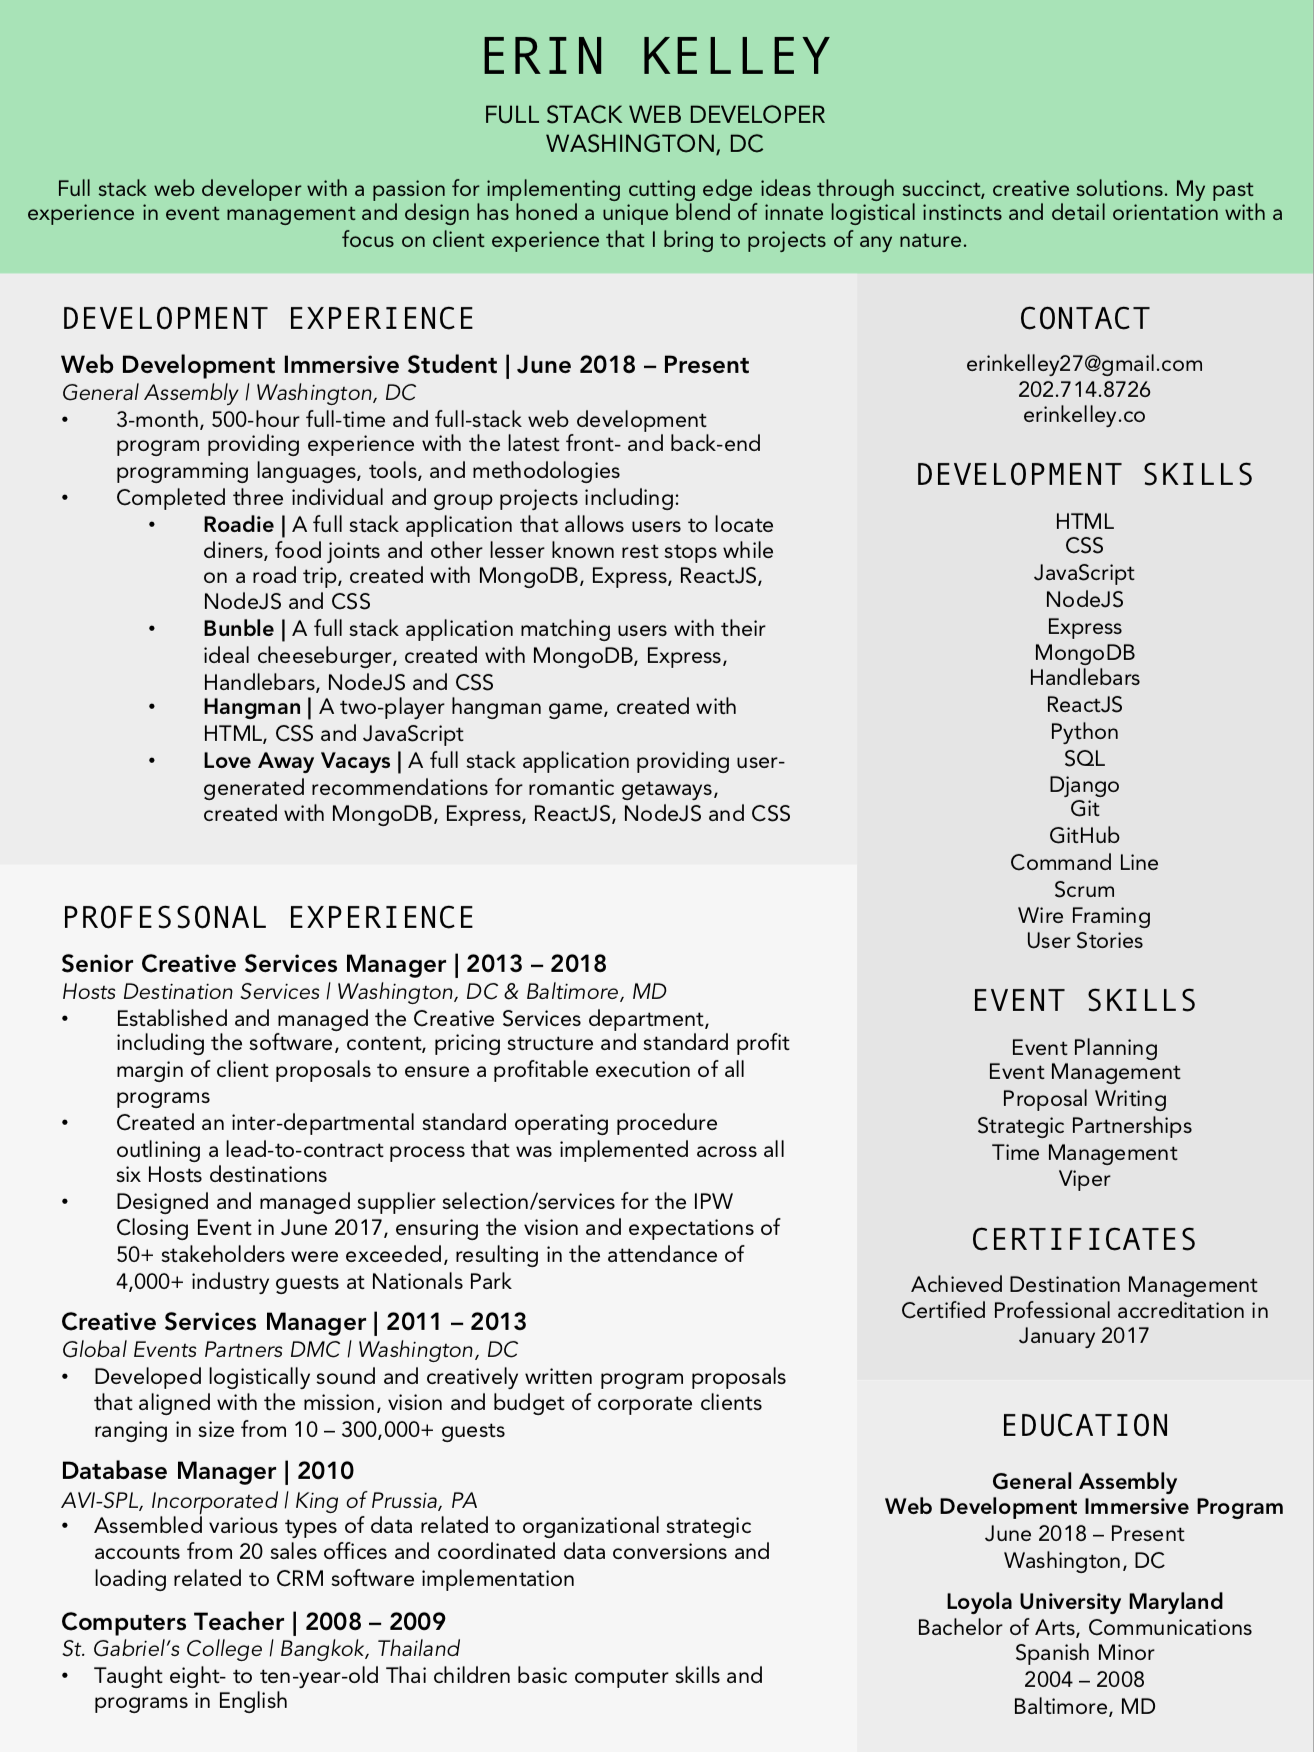 ERIN KELLEY
FULL STACK WEB DEVELOPER
WASHINGTON, DC
Full stack web developer with a passion for implementing cutting edge ideas through succinct, creative solutions. My past
experience in event management and design has honed a unique blend of innate logistical instincts and detail orientation with a
focus on client experience that I bring to projects of any nature.
DEVELOPMENT EXPERIENCE
Web Development Immersive Student | June 2018 – Present
General Assembly | Washington, DC
• 3-month, 500-hour full-time and full-stack web development
program providing experience with the latest front- and back-end
programming languages, tools, and methodologies
• Completed three individual and group projects including:
• Roadie | A full stack application that allows users to locate
diners, food joints and other lesser known rest stops while
on a road trip, created with MongoDB, Express, ReactJS,
NodeJS and CSS
• Bunble | A full stack application matching users with their
ideal cheeseburger, created with MongoDB, Express,
Handlebars, NodeJS and CSS
• Hangman | A two-player hangman game, created with
HTML, CSS and JavaScript
• Love Away Vacays | A full stack application providing user-
generated recommendations for romantic getaways,
created with MongoDB, Express, ReactJS, NodeJS and CSS
PROFESSONAL EXPERIENCE
Senior Creative Services Manager | 2013 – 2018
Hosts Destination Services | Washington, DC & Baltimore, MD
• Established and managed the Creative Services department,
including the software, content, pricing structure and standard profit
margin of client proposals to ensure a profitable execution of all
programs
• Created an inter-departmental standard operating procedure
outlining a lead-to-contract process that was implemented across all
six Hosts destinations
• Designed and managed supplier selection/services for the IPW
Closing Event in June 2017, ensuring the vision and expectations of
50+ stakeholders were exceeded, resulting in the attendance of
4,000+ industry guests at Nationals Park
Creative Services Manager | 2011 – 2013
Global Events Partners DMC | Washington, DC
• Developed logistically sound and creatively written program proposals
that aligned with the mission, vision and budget of corporate clients
ranging in size from 10 – 300,000+ guests
Database Manager | 2010
AVI-SPL, Incorporated | King of Prussia, PA
• Assembled various types of data related to organizational strategic
accounts from 20 sales offices and coordinated data conversions and
loading related to CRM software implementation
Computers Teacher | 2008 – 2009
St. Gabriel's College | Bangkok, Thailand
• Taught eight- to ten-year-old Thai children basic computer skills and
programs in English
CONTACT
erinkelley27@gmail.com
202.714.8726
erinkelley.co
DEVELOPMENT SKILLS
HTML
CSS
JavaScript
NodeJS
Express
MongoDB
Handlebars
ReactJS
Python
SQL
Django
Git
GitHub
Command Line
Scrum
Wire Framing
User Stories
EVENT SKILLS
Event Planning
Event Management
Proposal Writing
Strategic Partnerships
Time Management
Viper
CERTIFICATES
Achieved Destination Management
Certified Professional accreditation in
January 2017
EDUCATION
General Assembly
Web Development Immersive Program
June 2018 – Present
Washington, DC
Loyola University Maryland
Bachelor of Arts, Communications
Spanish Minor
2004 – 2008
Baltimore, MD